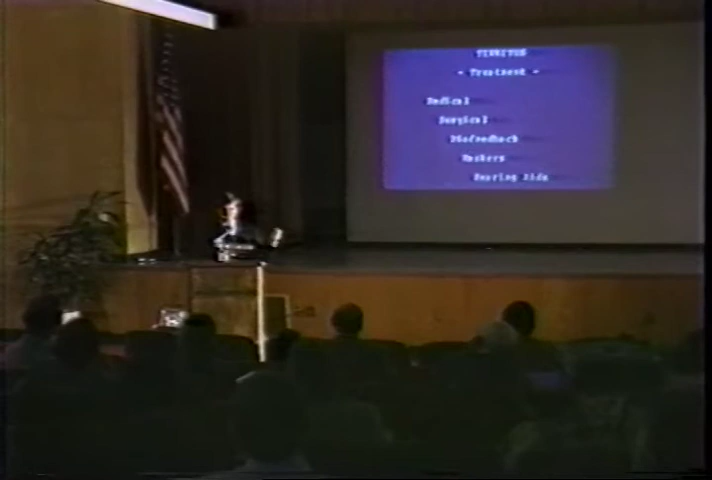 TINNITUS
- Treatment -
Medical
Surgical
Biofeedback
Maskers
Hearing Aids